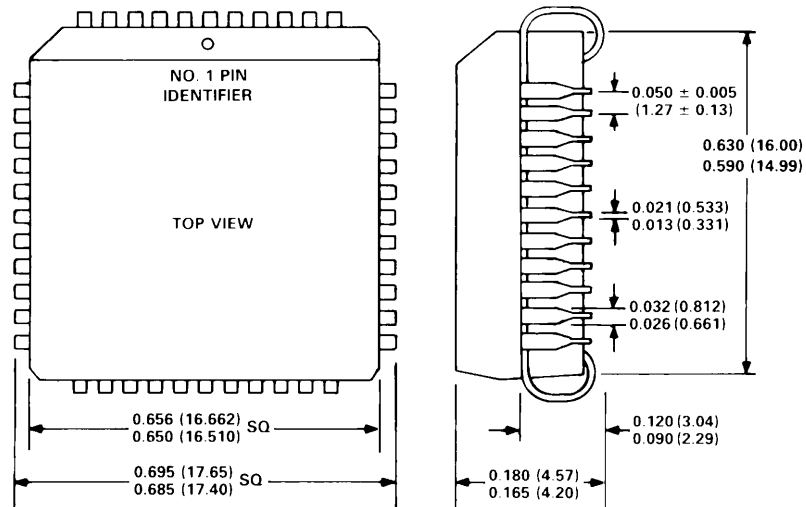 NO. 1 PIN
IDENTIFIER
TOP VIEW
0.656 (16.662)
0.650 (16.510)
SQ
0.695 (17.65)
0.685 (17.40)
SQ
0.050 ± 0.005
(1.27 ± 0.13)
0.630 (16.00)
0.590 (14.99)
0.021 (0.533)
0.013 (0.331)
0.032 (0.812)
0.026 (0.661)
0.120 (3.04)
0.090 (2.29)
0.180 (4.57)
0.165 (4.20)